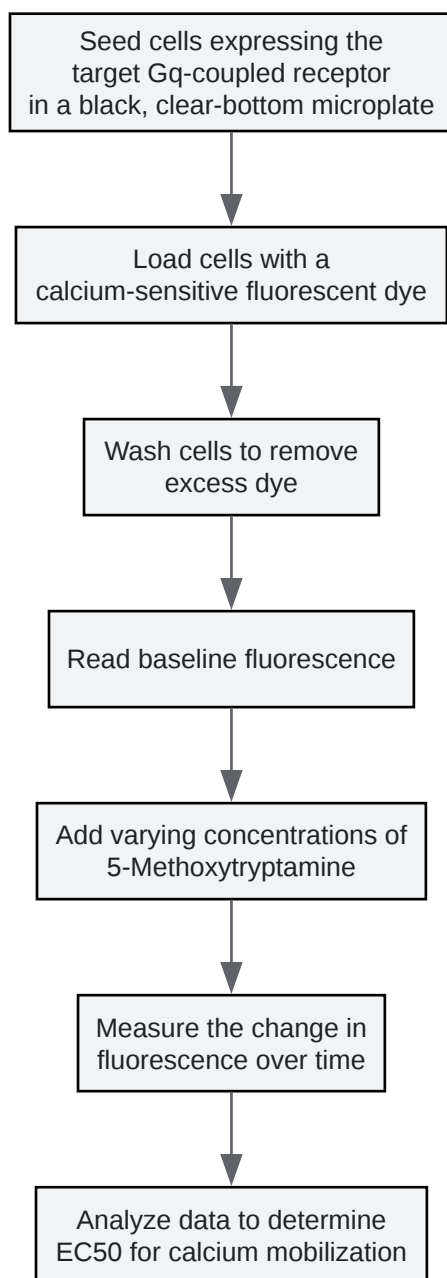 Seed cells expressing the
target Gq-coupled receptor
in a black, clear-bottom microplate
Load cells with a
calcium-sensitive fluorescent dye
Wash cells to remove
excess dye
Read baseline fluorescence
Add varying concentrations of
5-Methoxytryptamine
Measure the change in
fluorescence over time
Analyze data to determine
EC50 for calcium mobilization